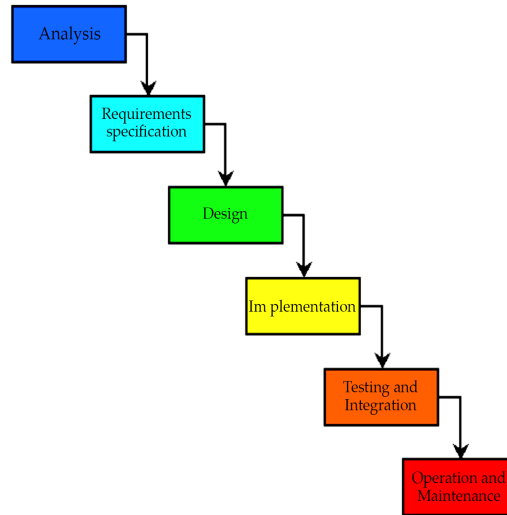 Analysis
Requirements
specification
Design
Im plementation
Testing and
Integration
Operation and
Maintenance